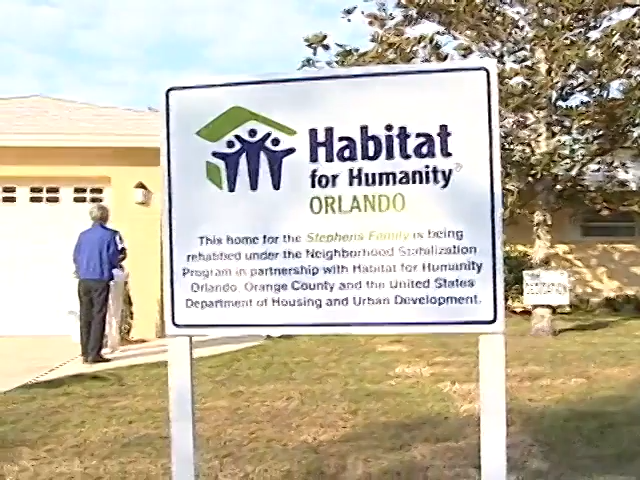 Habitat
for Humanity®
ORLANDO
This home for the Stephens Family is being
rehabbed under the Neighborhood Stabilization
Program in partnership with Habitat for Humanity
Orlando, Orange County and the United States
Department of Housing and Urban Development.
DEDICATION